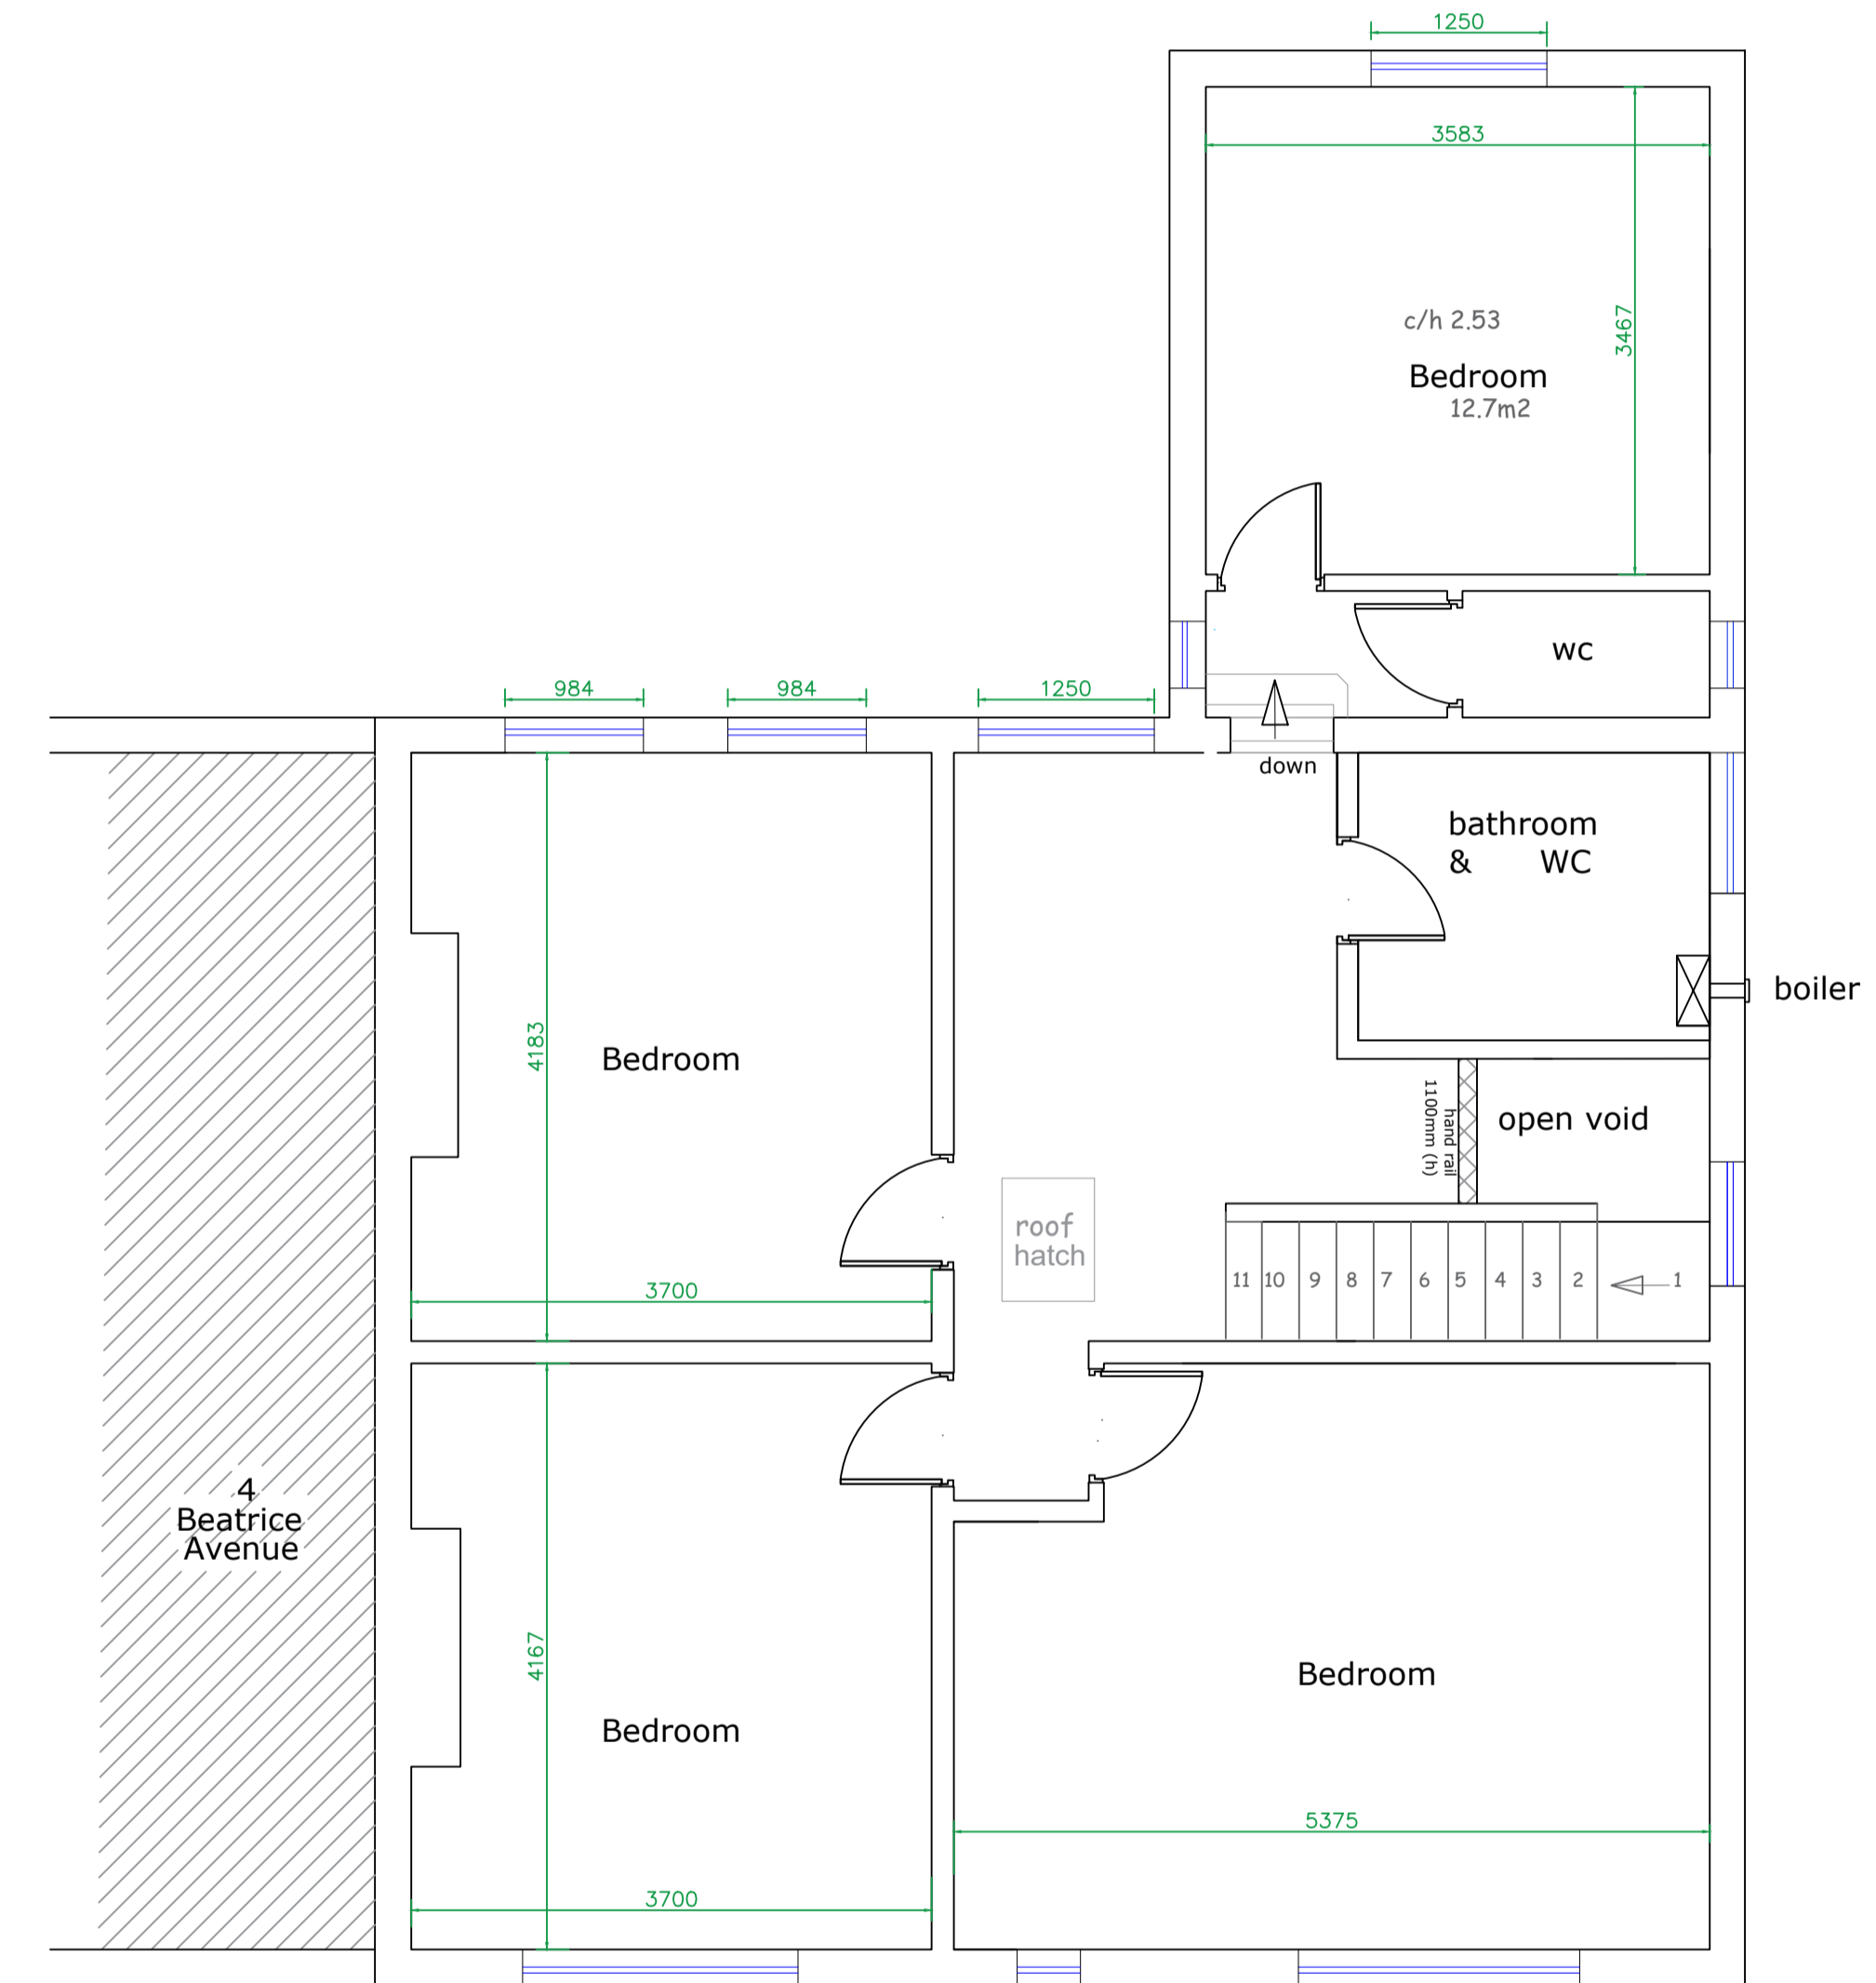 1250
3583
c/h 2.53
3467
Bedroom
12.7m2
wc
984
984
1250
down
bathroom
& WC
boiler
4183
Bedroom
open void
hand rail
1100mm (h)
roof
hatch
11 10 9 8 7 6 5 4 3 2 1
3700
4
Beatrice
Avenue
4167
Bedroom
Bedroom
5375
3700